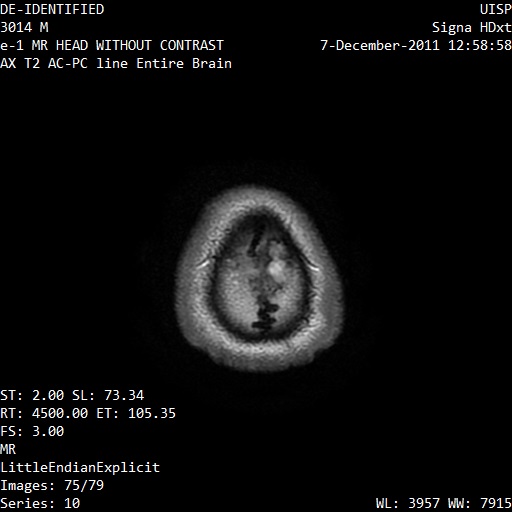 DE-IDENTIFIED
3014 M
e-1 MR HEAD WITHOUT CONTRAST
AX T2 AC-PC line Entire Brain
UISP
Signa HDxt
7-December-2011 12:58:58
ST: 2.00 SL: 73.34
RT: 4500.00 ET: 105.35
FS: 3.00
MR
LittleEndianExplicit
Images: 75/79
Series: 10
WL: 3957 WW: 7915